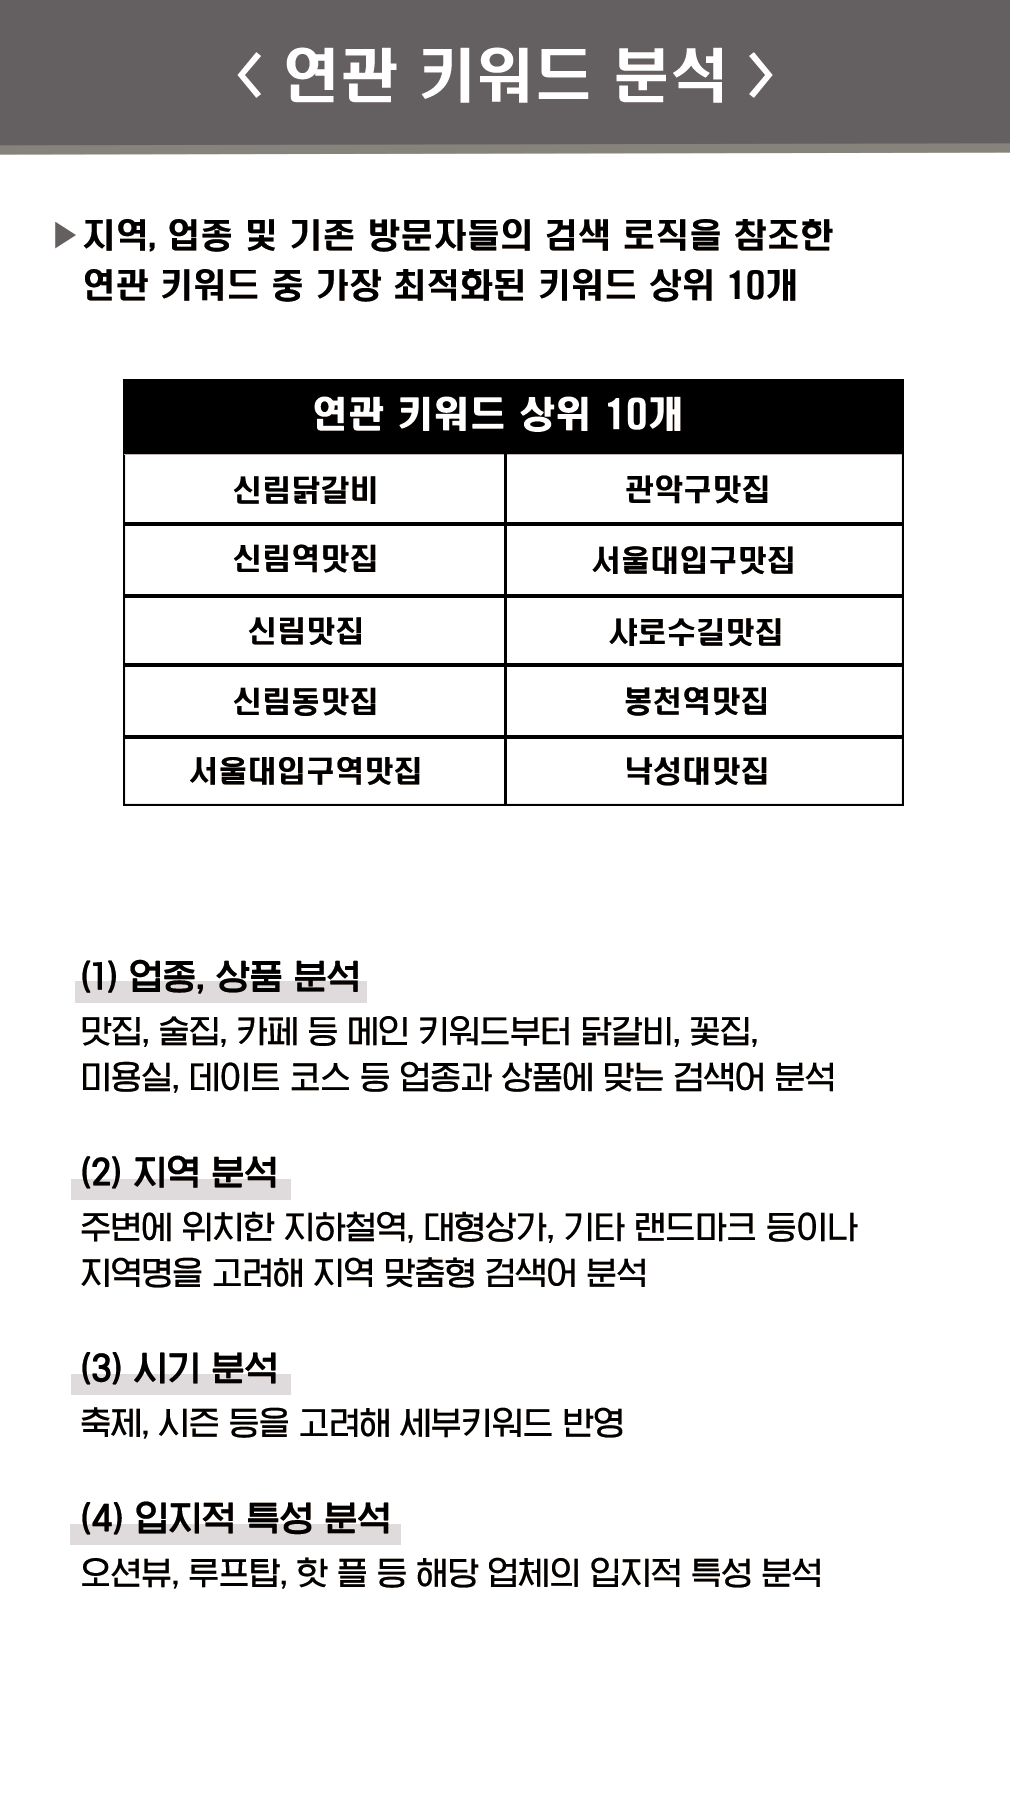 < 연관 키워드 분석 >
▶지역, 업종 및 기존 방문자들의 검색 로직을 참조한
연관 키워드 중 가장 최적화된 키워드 상위 10개
연관 키워드 상위 10개
신림닭갈비 관악구맛집
신림역맛집 서울대입구맛집
신림맛집 샤로수길맛집
신림동맛집 봉천역맛집
서울대입구역맛집 낙성대맛집
(1) 업종, 상품 분석
맛집, 술집, 카페 등 메인 키워드부터 닭갈비, 꽃집,
미용실, 데이트 코스 등 업종과 상품에 맞는 검색어 분석
(2) 지역 분석
주변에 위치한 지하철역, 대형상가, 기타 랜드마크 등이나
지역명을 고려해 지역 맞춤형 검색어 분석
(3) 시기 분석
축제, 시즌 등을 고려해 세부키워드 반영
(4) 입지적 특성 분석
오션뷰, 루프탑, 핫 플 등 해당 업체의 입지적 특성 분석